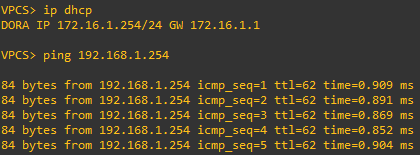 VPCS> ip dhcp
DORA IP 172.16.1.254/24 GW 172.16.1.1
VPCS> ping 192.168.1.254
84 bytes from 192.168.1.254 icmp_seq=1 ttl=62 time=0.909 ms
84 bytes from 192.168.1.254 icmp_seq=2 ttl=62 time=0.891 ms
84 bytes from 192.168.1.254 icmp_seq=3 ttl=62 time=0.869 ms
84 bytes from 192.168.1.254 icmp_seq=4 ttl=62 time=0.852 ms
84 bytes from 192.168.1.254 icmp_seq=5 ttl=62 time=0.904 ms